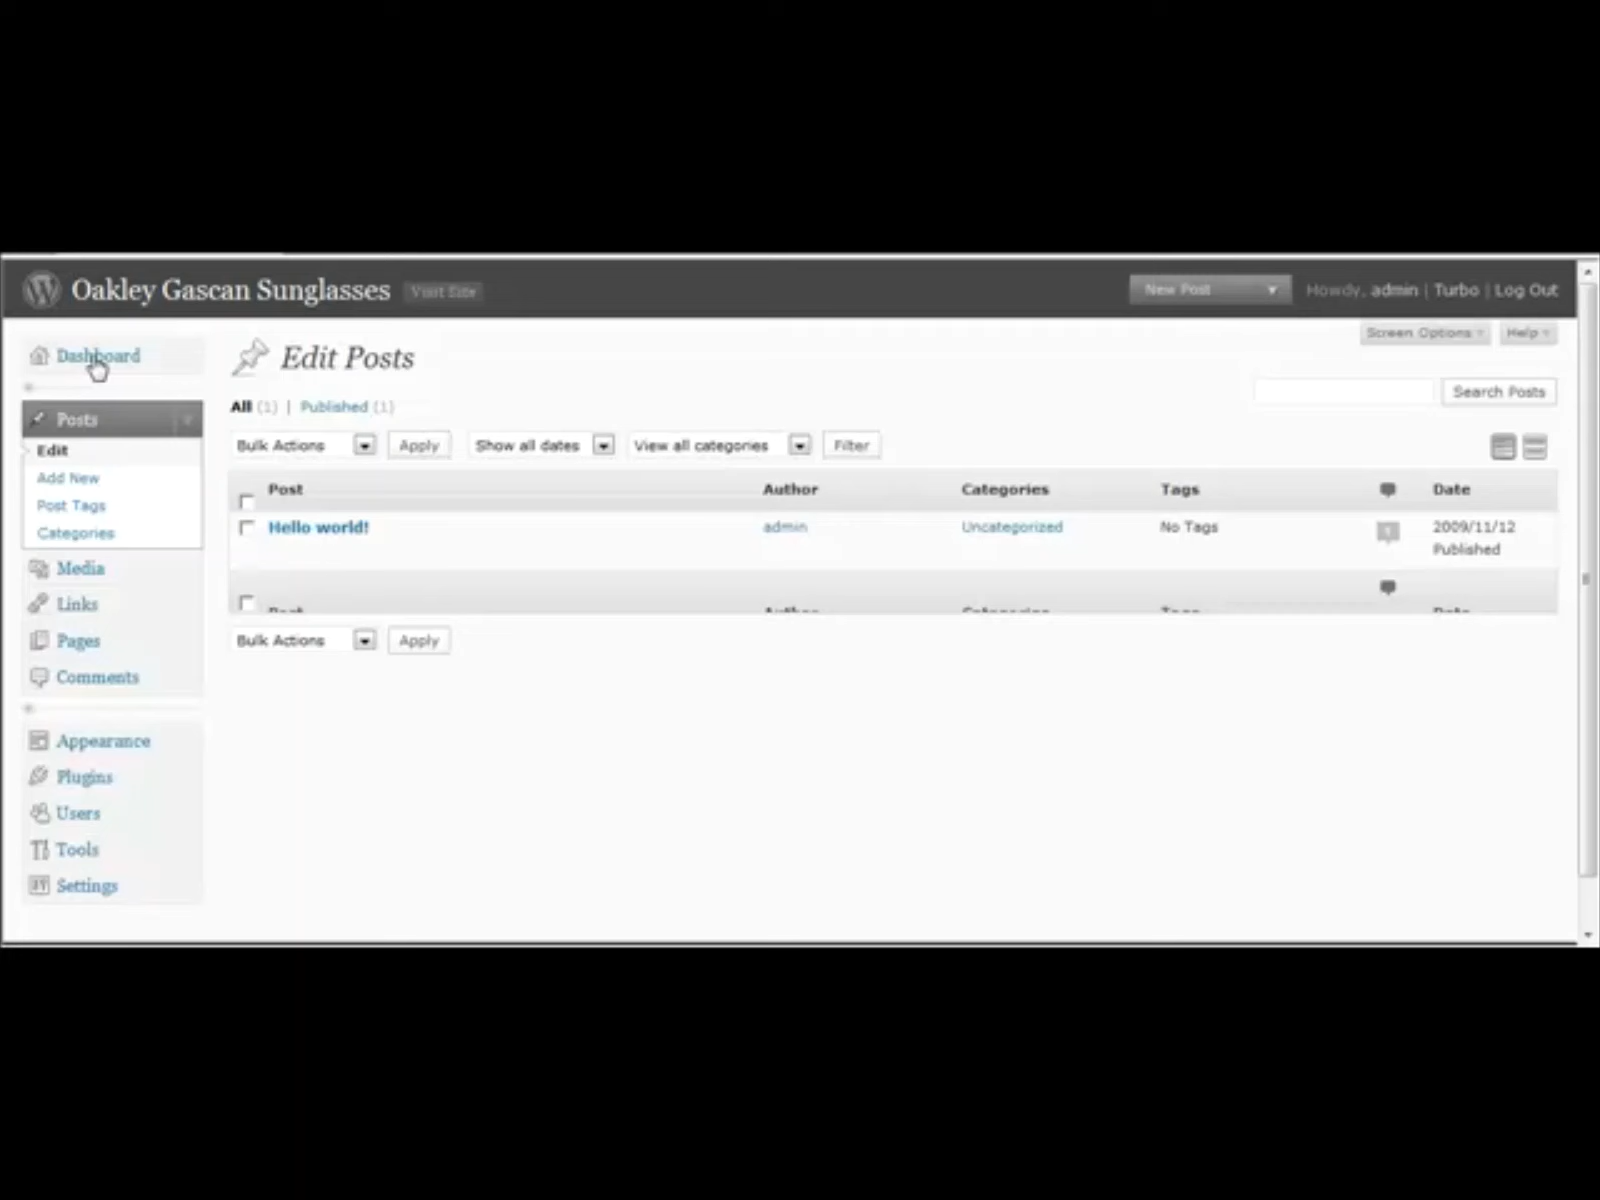 Oakley Gascan Sunglasses Visit Site New Post Howdy, admin | Turbo | Log Out
Screen Options Help
Dashboard
Edit Posts
Search Posts
All (1) | Published (1)
Posts
Bulk Actions Apply Show all dates View all categories Filter
Edit
Add New
Post Tags
Categories
Post Author Categories Tags Date
Hello world! admin Uncategorized No Tags 2009/11/12
Published
Media
Links
Post Author Categories Tags Date
Pages
Bulk Actions Apply
Comments
Appearance
Plugins
Users
Tools
Settings